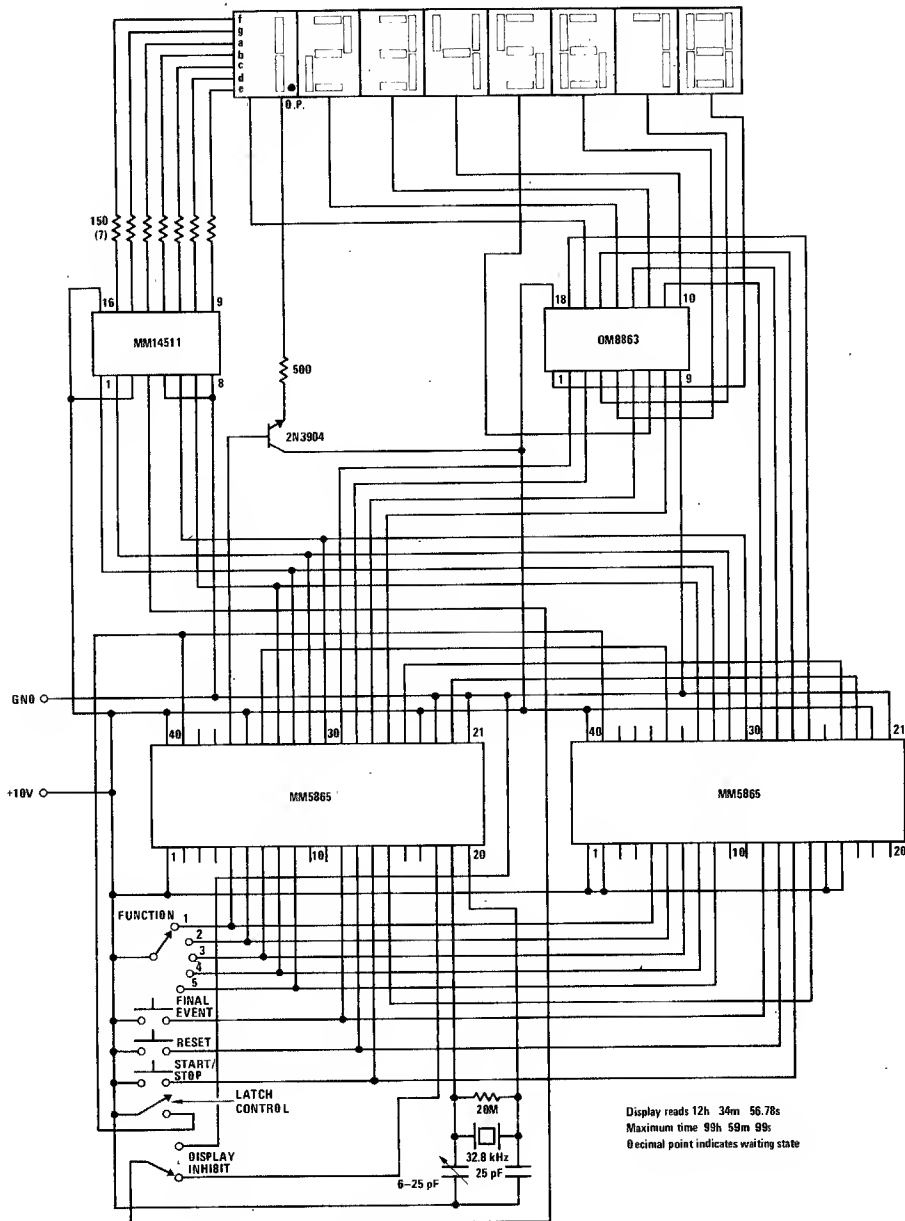 f
g
a
b
c
d
e
D.P.
150
(7)
16
9
MM14511
1
8
500
2N3904
18
10
DM8863
1
9
GND
+10V
40
30
21
MM5865
1
10
20
40
30
21
MM5865
1
10
20
FUNCTION
1
2
3
4
5
FINAL
EVENT
RESET
START/
STOP
LATCH
CONTROL
DISPLAY
INHIBIT
20M
32.8 kHz
6–25 pF
25 pF
Display reads 12h 34m 56.78s
Maximum time 99h 59m 99s
Decimal point indicates waiting state